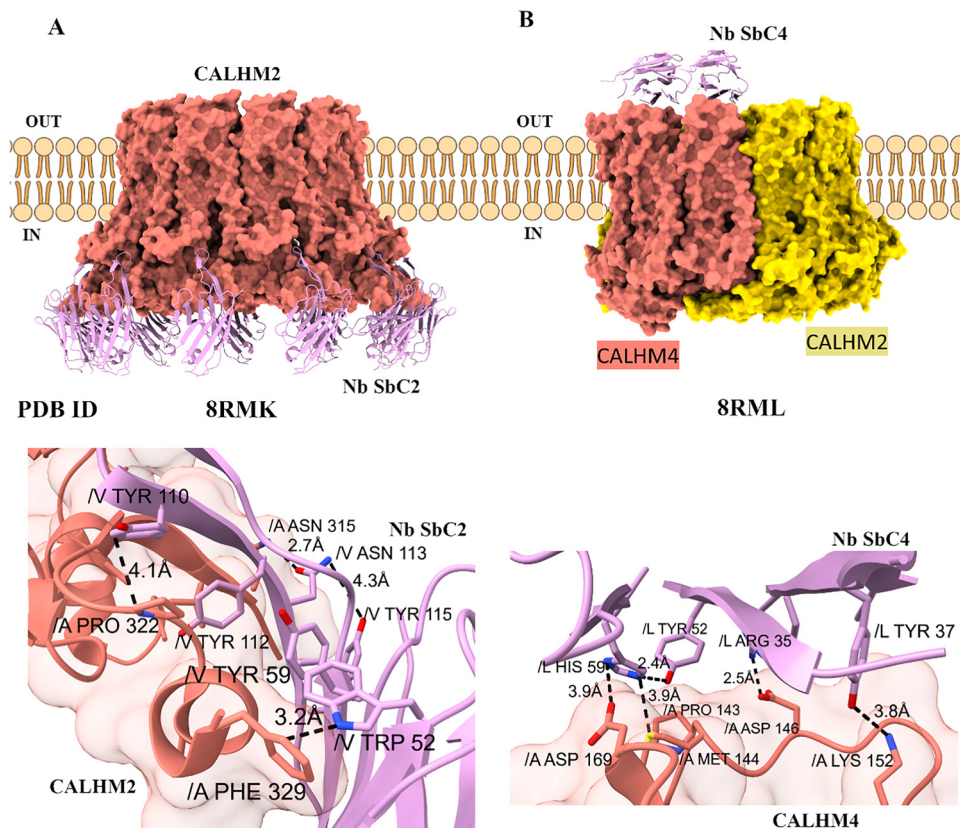 A
B
Nb SbC4
CALHM2
OUT
OUT
IN
IN
CALHM4
CALHM2
Nb SbC2
PDB ID
8RMK
8RML
/V TYR 110
/A ASN 315
Nb SbC2
2.7Å
/V ASN 113
4.1Å
4.3Å
/V TYR 115
/A PRO 322
/V TYR 112
/V TYR 59
3.2Å
/V TRP 52
CALHM2
/A PHE 329
Nb SbC4
/L TYR 52
/L ARG 35
/L TYR 37
/L HIS 59
2.4Å
2.5Å
3.9Å
3.9Å
/A PRO 143
3.8Å
/A ASP 146
/A ASP 169
/A MET 144
/A LYS 152
CALHM4